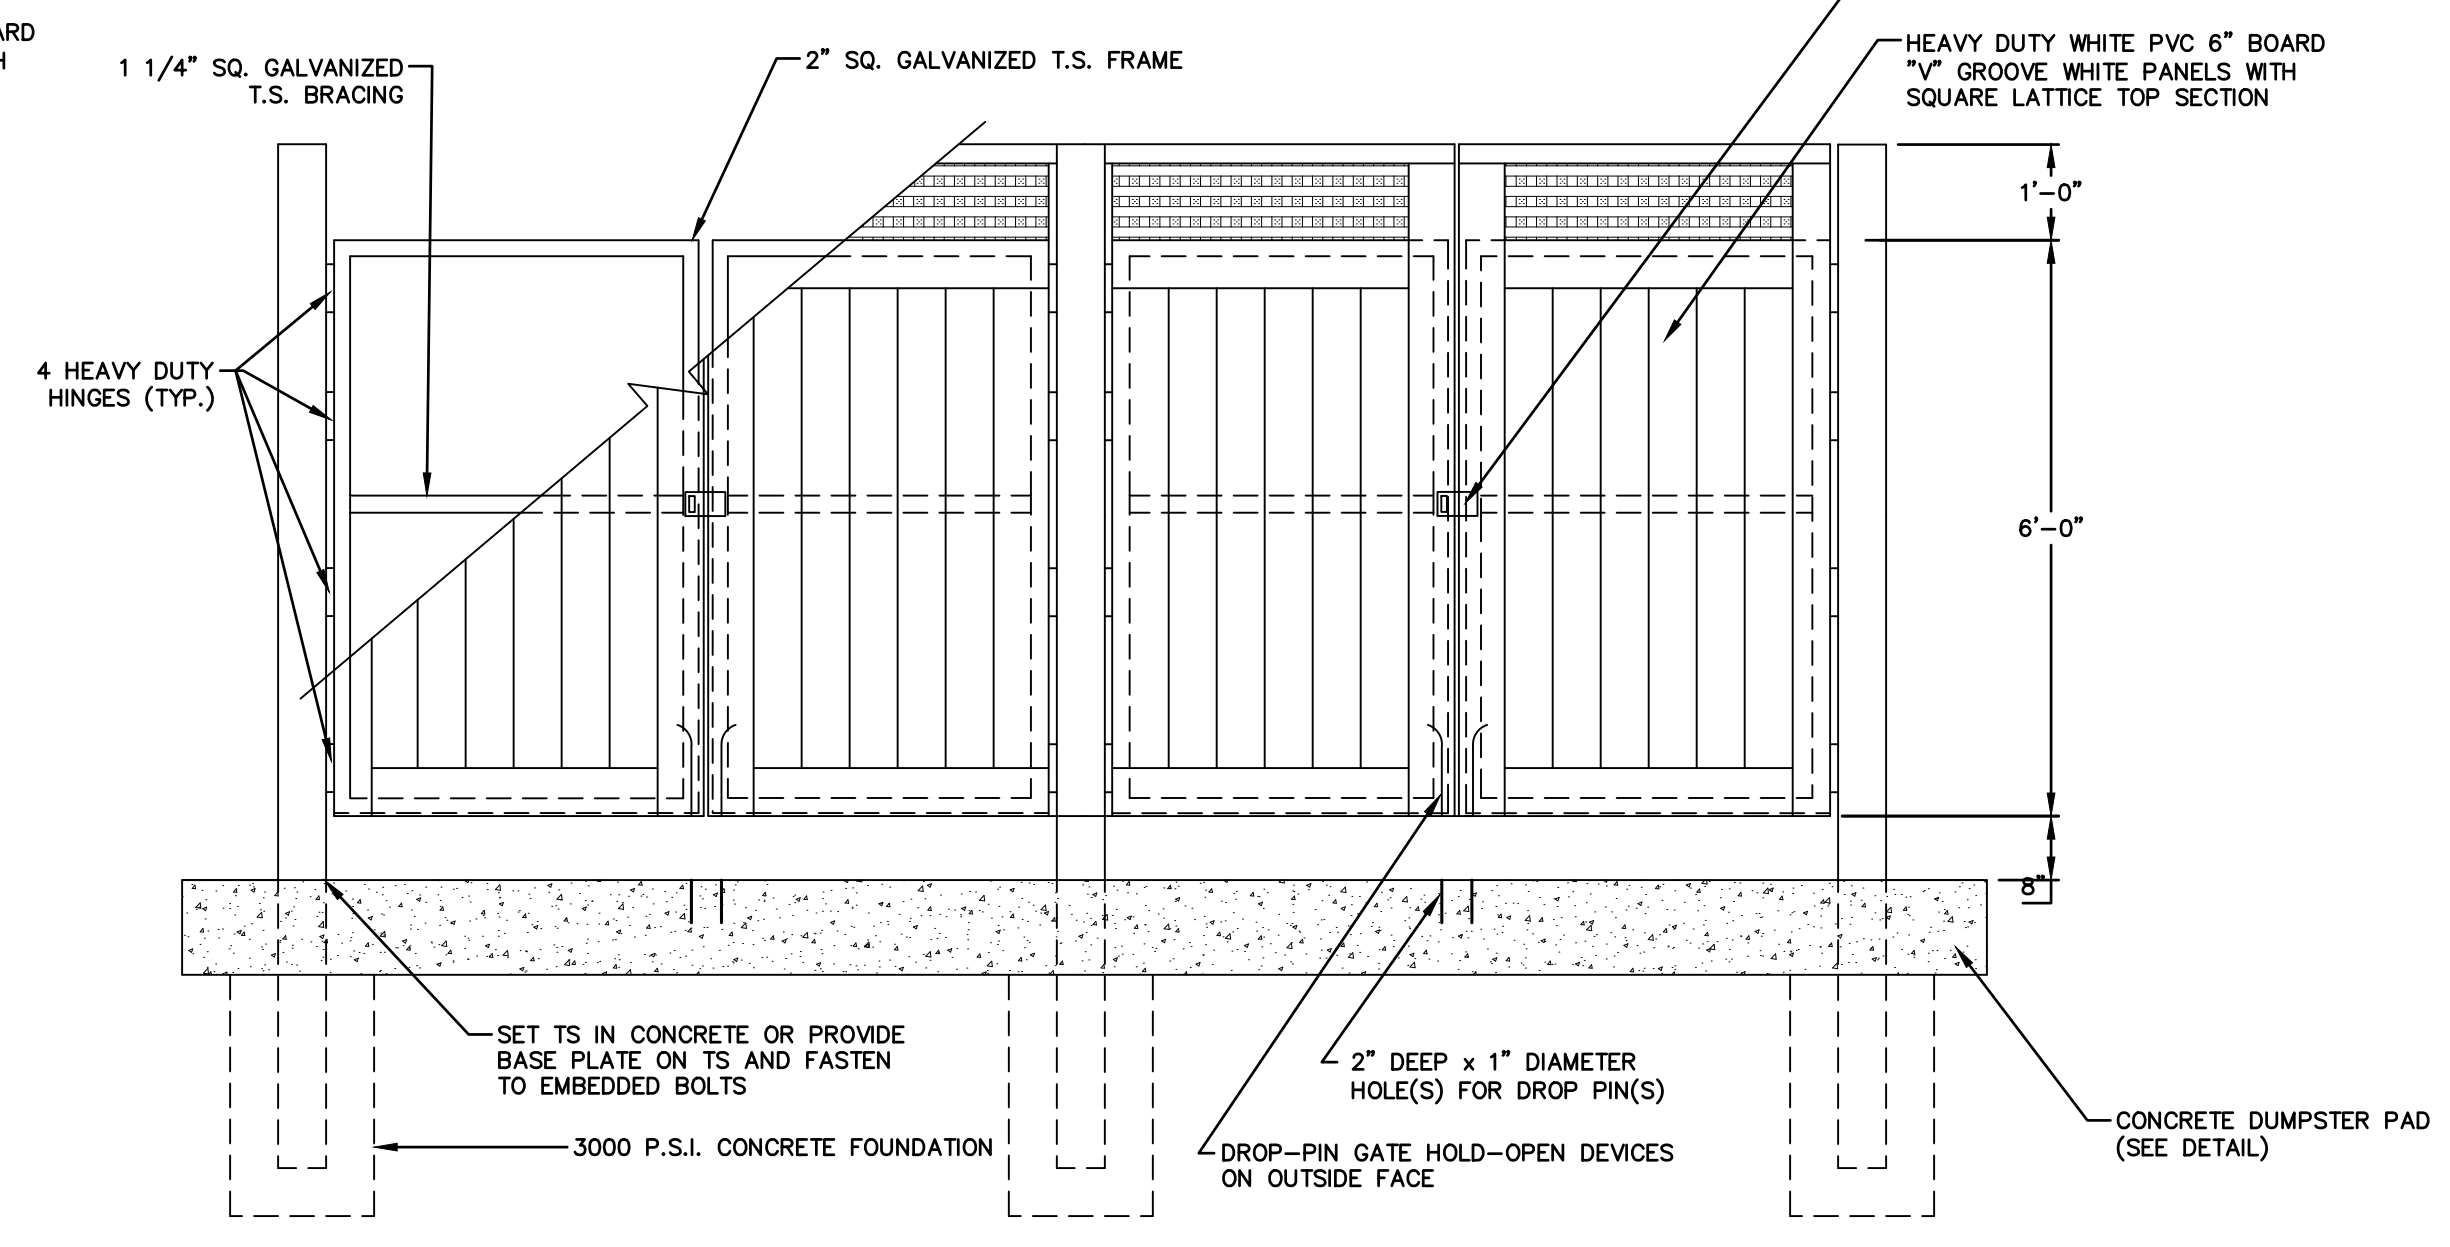 ARD
H
1 1/4” SQ. GALVANIZED
T.S. BRACING
2” SQ. GALVANIZED T.S. FRAME
HEAVY DUTY WHITE PVC 6” BOARD
”V” GROOVE WHITE PANELS WITH
SQUARE LATTICE TOP SECTION
1’-0”
4 HEAVY DUTY
HINGES (TYP.)
6’-0”
8”
SET TS IN CONCRETE OR PROVIDE
BASE PLATE ON TS AND FASTEN
TO EMBEDDED BOLTS
2” DEEP x 1” DIAMETER
HOLE(S) FOR DROP PIN(S)
3000 P.S.I. CONCRETE FOUNDATION
DROP-PIN GATE HOLD-OPEN DEVICES
ON OUTSIDE FACE
CONCRETE DUMPSTER PAD
(SEE DETAIL)